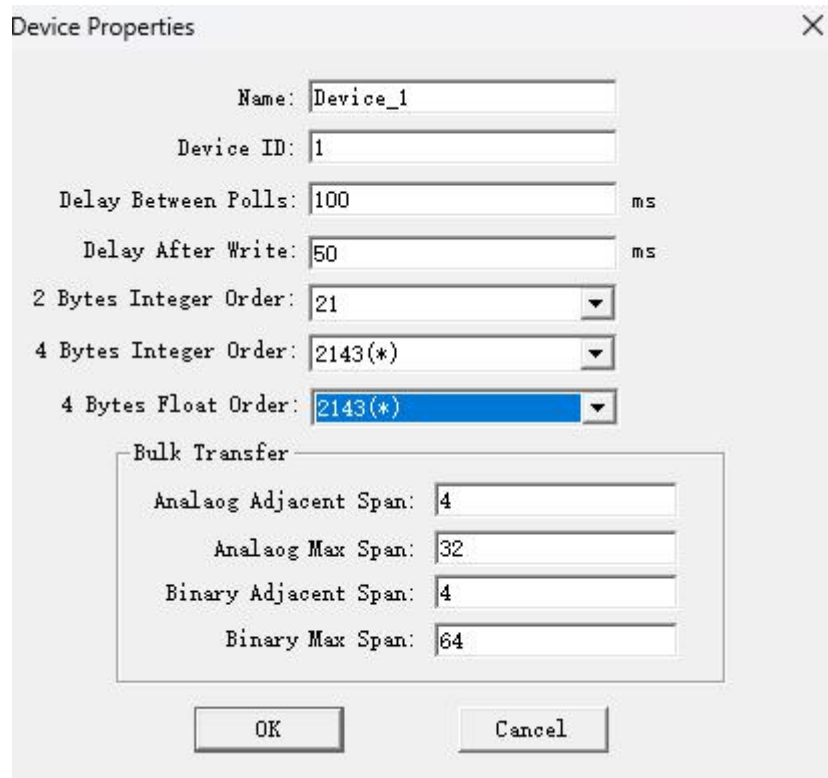 Device Properties
Name: Device_1
Device ID: 1
Delay Between Polls: 100 ms
Delay After Write: 50 ms
2 Bytes Integer Order: 21
4 Bytes Integer Order: 2143(*)
4 Bytes Float Order: 2143(*)
Bulk Transfer
Analaog Adjacent Span: 4
Analaog Max Span: 32
Binary Adjacent Span: 4
Binary Max Span: 64
OK Cancel